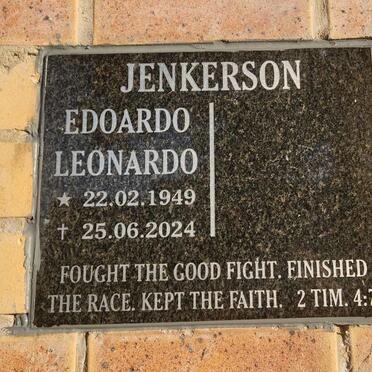 JENKERSON
EDOARDO
LEONARDO
★ 22.02.1949
† 25.06.2024
FOUGHT THE GOOD FIGHT. FINISHED
THE RACE. KEPT THE FAITH. 2 TIM. 4:7